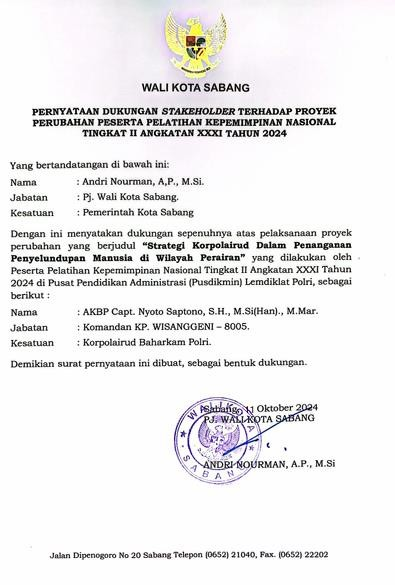 WALI KOTA SABANG
PERNYATAAN DUKUNGAN STAKEHOLDER TERHADAP PROYEK
PERUBAHAN PESERTA PELATIHAN KEPEMIMPINAN NASIONAL
TINGKAT II ANGKATAN XXXI TAHUN 2024
Yang bertandatangan di bawah ini:
Nama : Andri Nourman, A,P., M.Si.
Jabatan : Pj. Wali Kota Sabang.
Kesatuan : Pemerintah Kota Sabang
Dengan ini menyatakan dukungan sepenuhnya atas pelaksanaan proyek
perubahan yang berjudul “Strategi Korpolairud Dalam Penanganan
Penyelundupan Manusia di Wilayah Perairan” yang dilakukan oleh
Peserta Pelatihan Kepemimpinan Nasional Tingkat II Angkatan XXXI Tahun
2024 di Pusat Pendidikan Administrasi (Pusdikmin) Lemdiklat Polri, sebagai
berikut :
Nama : AKBP Capt. Nyoto Saptono, S.H., M.Si(Han)., M.Mar.
Jabatan : Komandan KP. WISANGGENI – 8005.
Kesatuan : Korpolairud Baharkam Polri.
Demikian surat pernyataan ini dibuat, sebagai bentuk dukungan.
Sabang, 11 Oktober 2024
PJ. WALI KOTA SABANG
WALI KOTA
SABANG
ANDRI NOURMAN, A.P., M.Si
Jalan Dipenogoro No 20 Sabang Telepon (0652) 21040, Fax. (0652) 22202